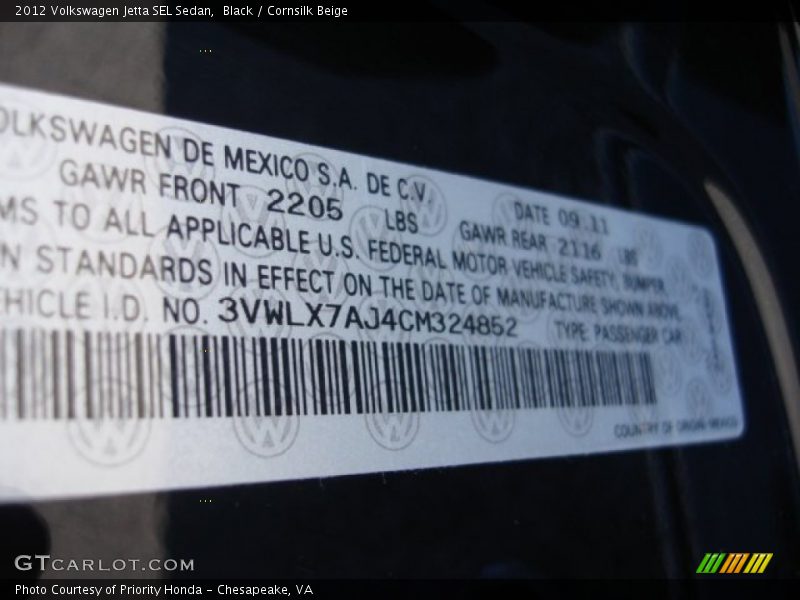 2012 Volkswagen Jetta SEL Sedan, Black / Cornsilk Beige
OLKSWAGEN DE MEXICO S.A. DE C.V. DATE 09.11
GAWR FRONT 2205 LBS GAWR REAR 2116 LBS
MS TO ALL APPLICABLE U.S. FEDERAL MOTOR VEHICLE SAFETY, BUMPER,
N STANDARDS IN EFFECT ON THE DATE OF MANUFACTURE SHOWN ABOVE.
EHICLE I.D. NO. 3VWLX7AJ4CM324852 TYPE: PASSENGER CAR
COUNTRY OF ORIGIN MEXICO
GTCARLOT.COM
Photo Courtesy of Priority Honda - Chesapeake, VA